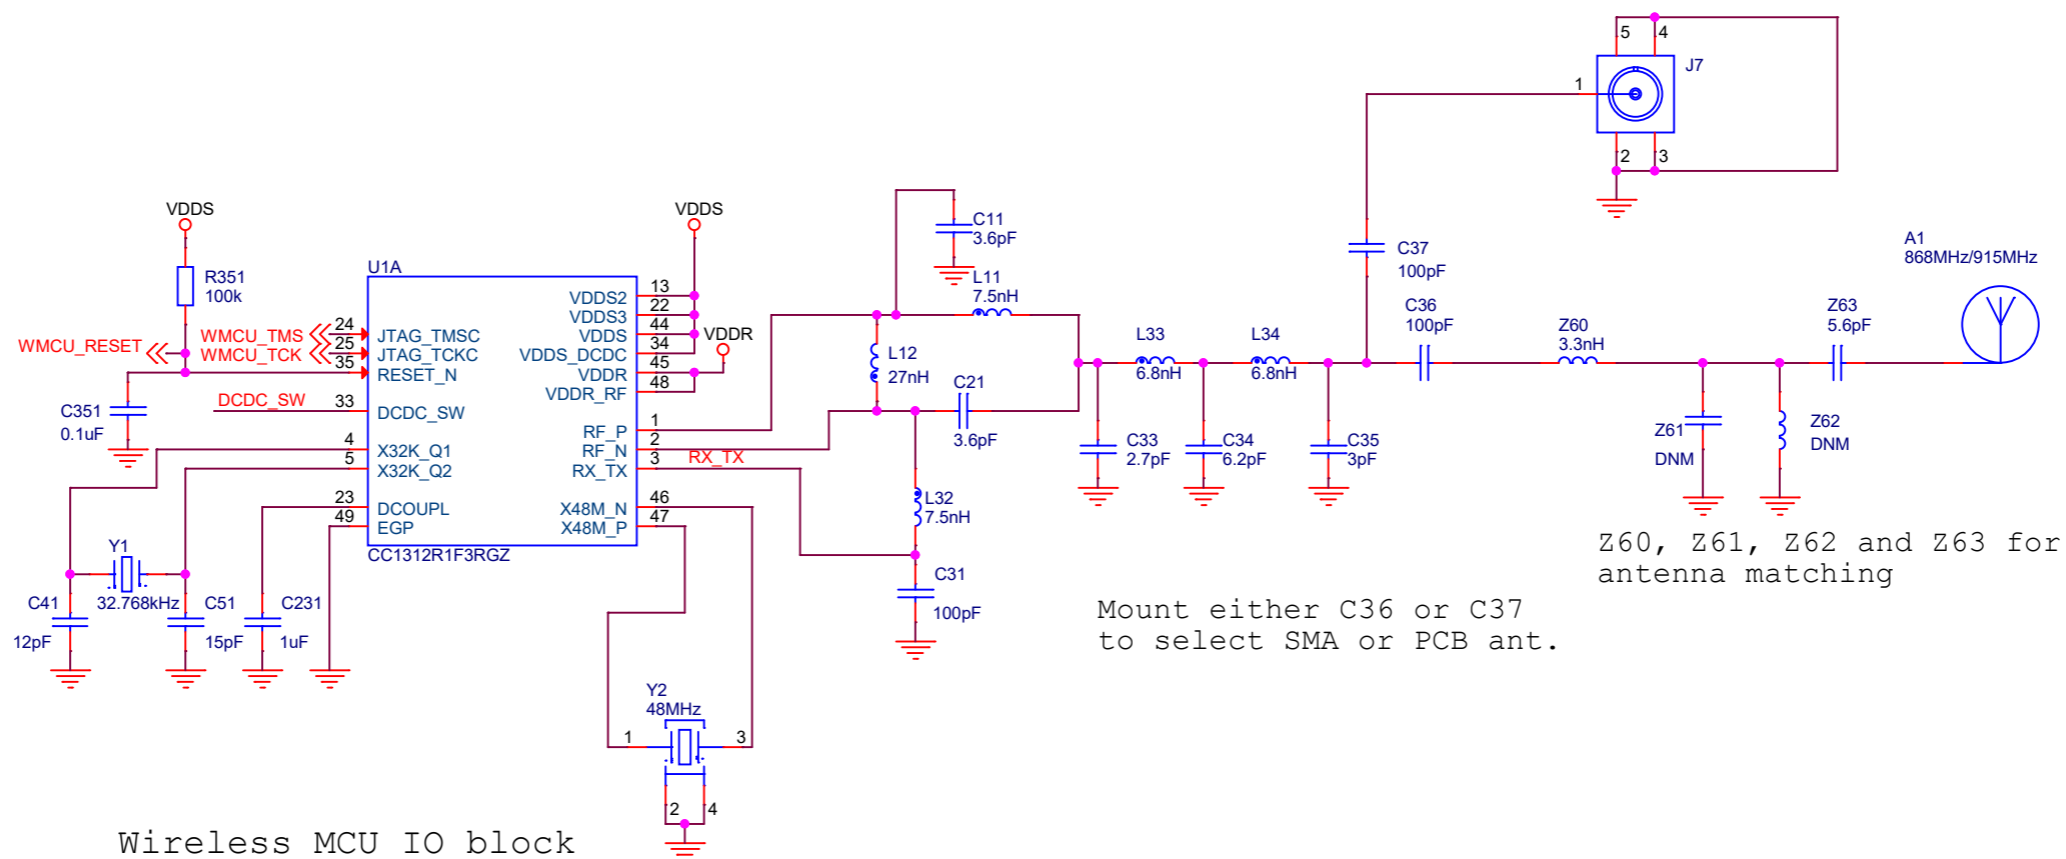 5 4
J7
1
2 3
A1
868MHz/915MHz
VDDS
R351
100k
WMCU_RESET
WMCU_TMS
WMCU_TCK
DCDC_SW
C351
0.1uF
24
25
35
33
4
5
23
49
U1A
JTAG_TMSC
JTAG_TCKC
RESET_N
DCDC_SW
X32K_Q1
X32K_Q2
DCOUPL
EGP
VDDS2
VDDS3
VDDS
VDDS_DCDC
VDDR
VDDR_RF
RF_P
RF_N
RX_TX
X48M_N
X48M_P
CC1312R1F3RGZ
13
22
44
34
45
48
1
2
3
46
47
VDDS
VDDR
RX_TX
C11
3.6pF
L11
7.5nH
L12
27nH
C21
3.6pF
L32
7.5nH
C31
100pF
L33
6.8nH
L34
6.8nH
C33
2.7pF
C34
6.2pF
C35
3pF
C37
100pF
C36
100pF
Z60
3.3nH
Z61
DNM
Z62
DNM
Z63
5.6pF
Z60, Z61, Z62 and Z63 for
antenna matching
Mount either C36 or C37
to select SMA or PCB ant.
Y1
32.768kHz
C41
12pF
C51
15pF
C231
1uF
Y2
48MHz
1 3
2 4
Wireless MCU IO block